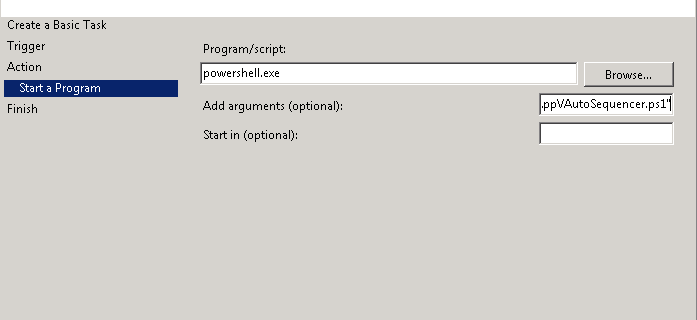 Create a Basic Task
Trigger
Action
Start a Program
Finish
Program/script:
powershell.exe
Browse...
Add arguments (optional):
.ppVAutoSequencer.ps1"
Start in (optional):